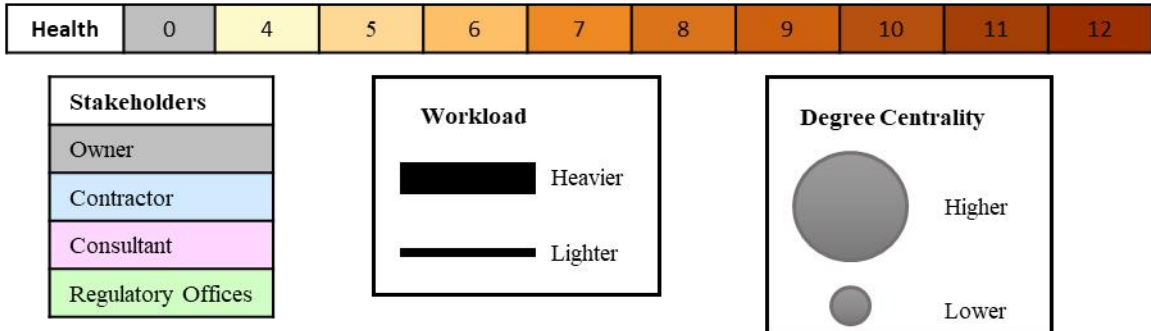 Health 0 4 5 6 7 8 9 10 11 12
Stakeholders
Owner
Contractor
Consultant
Regulatory Offices
Workload
Heavier
Lighter
Degree Centrality
Higher
Lower